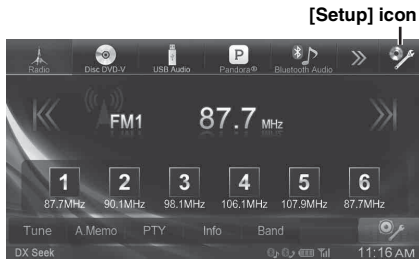 [Setup] icon
Radio Disc DVD-V USB Audio Pandora® Bluetooth Audio
FM1 87.7 MHz
1 2 3 4 5 6
87.7MHz 90.1MHz 98.1MHz 106.1MHz 107.9MHz 87.7MHz
Tune A.Memo PTY Info Band
DX Seek 11:16 AM